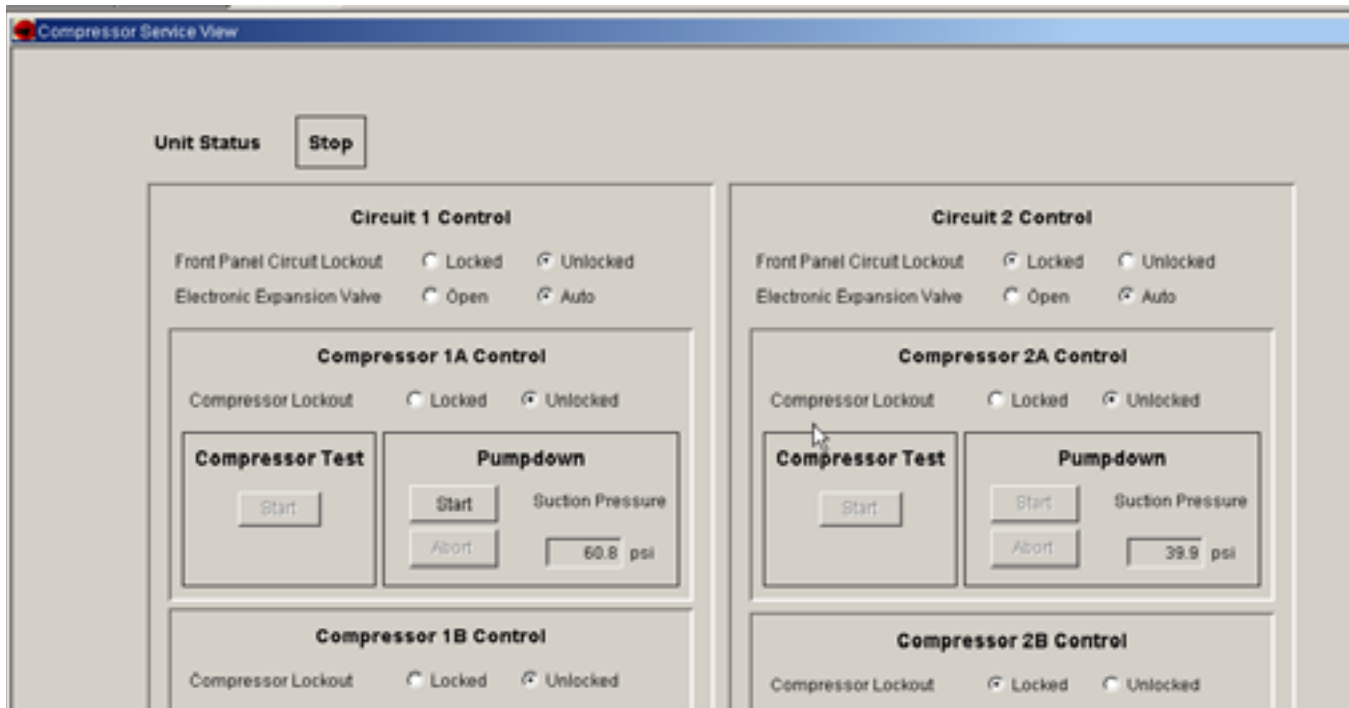 Compressor Service View
Unit Status Stop
Circuit 1 Control
Front Panel Circuit Lockout Locked Unlocked
Electronic Expansion Valve Open Auto
Compressor 1A Control
Compressor Lockout Locked Unlocked
Compressor Test
Start
Pumpdown
Start Suction Pressure
Abort 60.8 psi
Compressor 1B Control
Compressor Lockout Locked Unlocked
Circuit 2 Control
Front Panel Circuit Lockout Locked Unlocked
Electronic Expansion Valve Open Auto
Compressor 2A Control
Compressor Lockout Locked Unlocked
Compressor Test
Start
Pumpdown
Start Suction Pressure
Abort 39.9 psi
Compressor 2B Control
Compressor Lockout Locked Unlocked